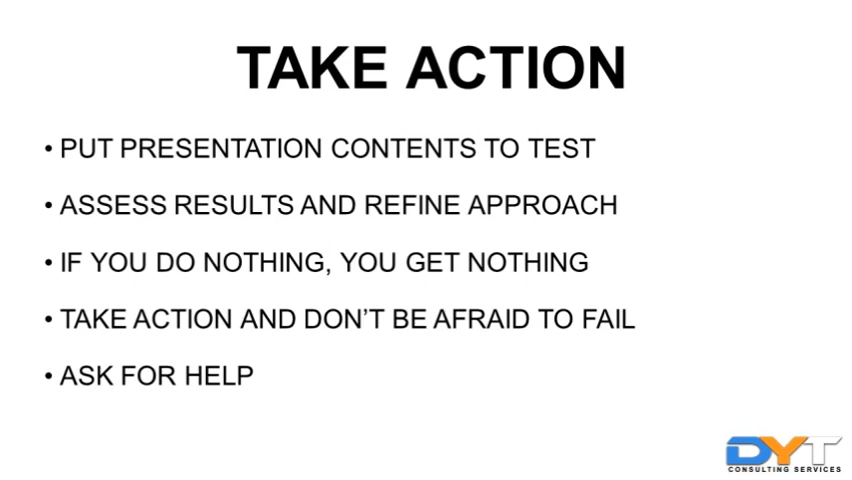 TAKE ACTION
• PUT PRESENTATION CONTENTS TO TEST
• ASSESS RESULTS AND REFINE APPROACH
• IF YOU DO NOTHING, YOU GET NOTHING
• TAKE ACTION AND DON’T BE AFRAID TO FAIL
• ASK FOR HELP
DYT
CONSULTING SERVICES